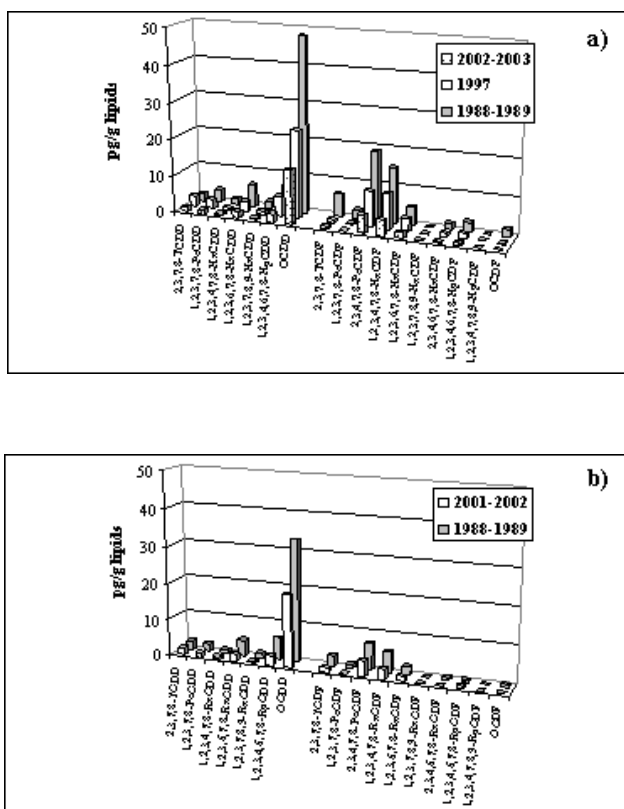 a)
50
40
30
20
10
0
pg/g lipids
2002-2003
1997
1988-1989
2,3,7,8-TCDD
1,2,3,7,8-PeCDD
1,2,3,4,7,8-HxCDD
1,2,3,6,7,8-HxCDD
1,2,3,7,8,9-HxCDD
1,2,3,4,6,7,8-HpCDD
OCDD
2,3,7,8-TCDF
1,2,3,7,8-PeCDF
2,3,4,7,8-PeCDF
1,2,3,4,7,8-HxCDF
1,2,3,6,7,8-HxCDF
1,2,3,7,8,9-HxCDF
2,3,4,6,7,8-HxCDF
1,2,3,4,6,7,8-HpCDF
1,2,3,4,7,8,9-HpCDF
OCDF
b)
50
40
30
20
10
0
pg/g lipids
2001-2002
1988-1989
2,3,7,8-TCDD
1,2,3,7,8-PeCDD
1,2,3,4,7,8-HxCDD
1,2,3,6,7,8-HxCDD
1,2,3,7,8,9-HxCDD
1,2,3,4,6,7,8-HpCDD
OCDD
2,3,7,8-TCDF
1,2,3,7,8-PeCDF
2,3,4,7,8-PeCDF
1,2,3,4,7,8-HxCDF
1,2,3,6,7,8-HxCDF
1,2,3,7,8,9-HxCDF
2,3,4,6,7,8-HxCDF
1,2,3,4,6,7,8-HpCDF
1,2,3,4,7,8,9-HpCDF
OCDF